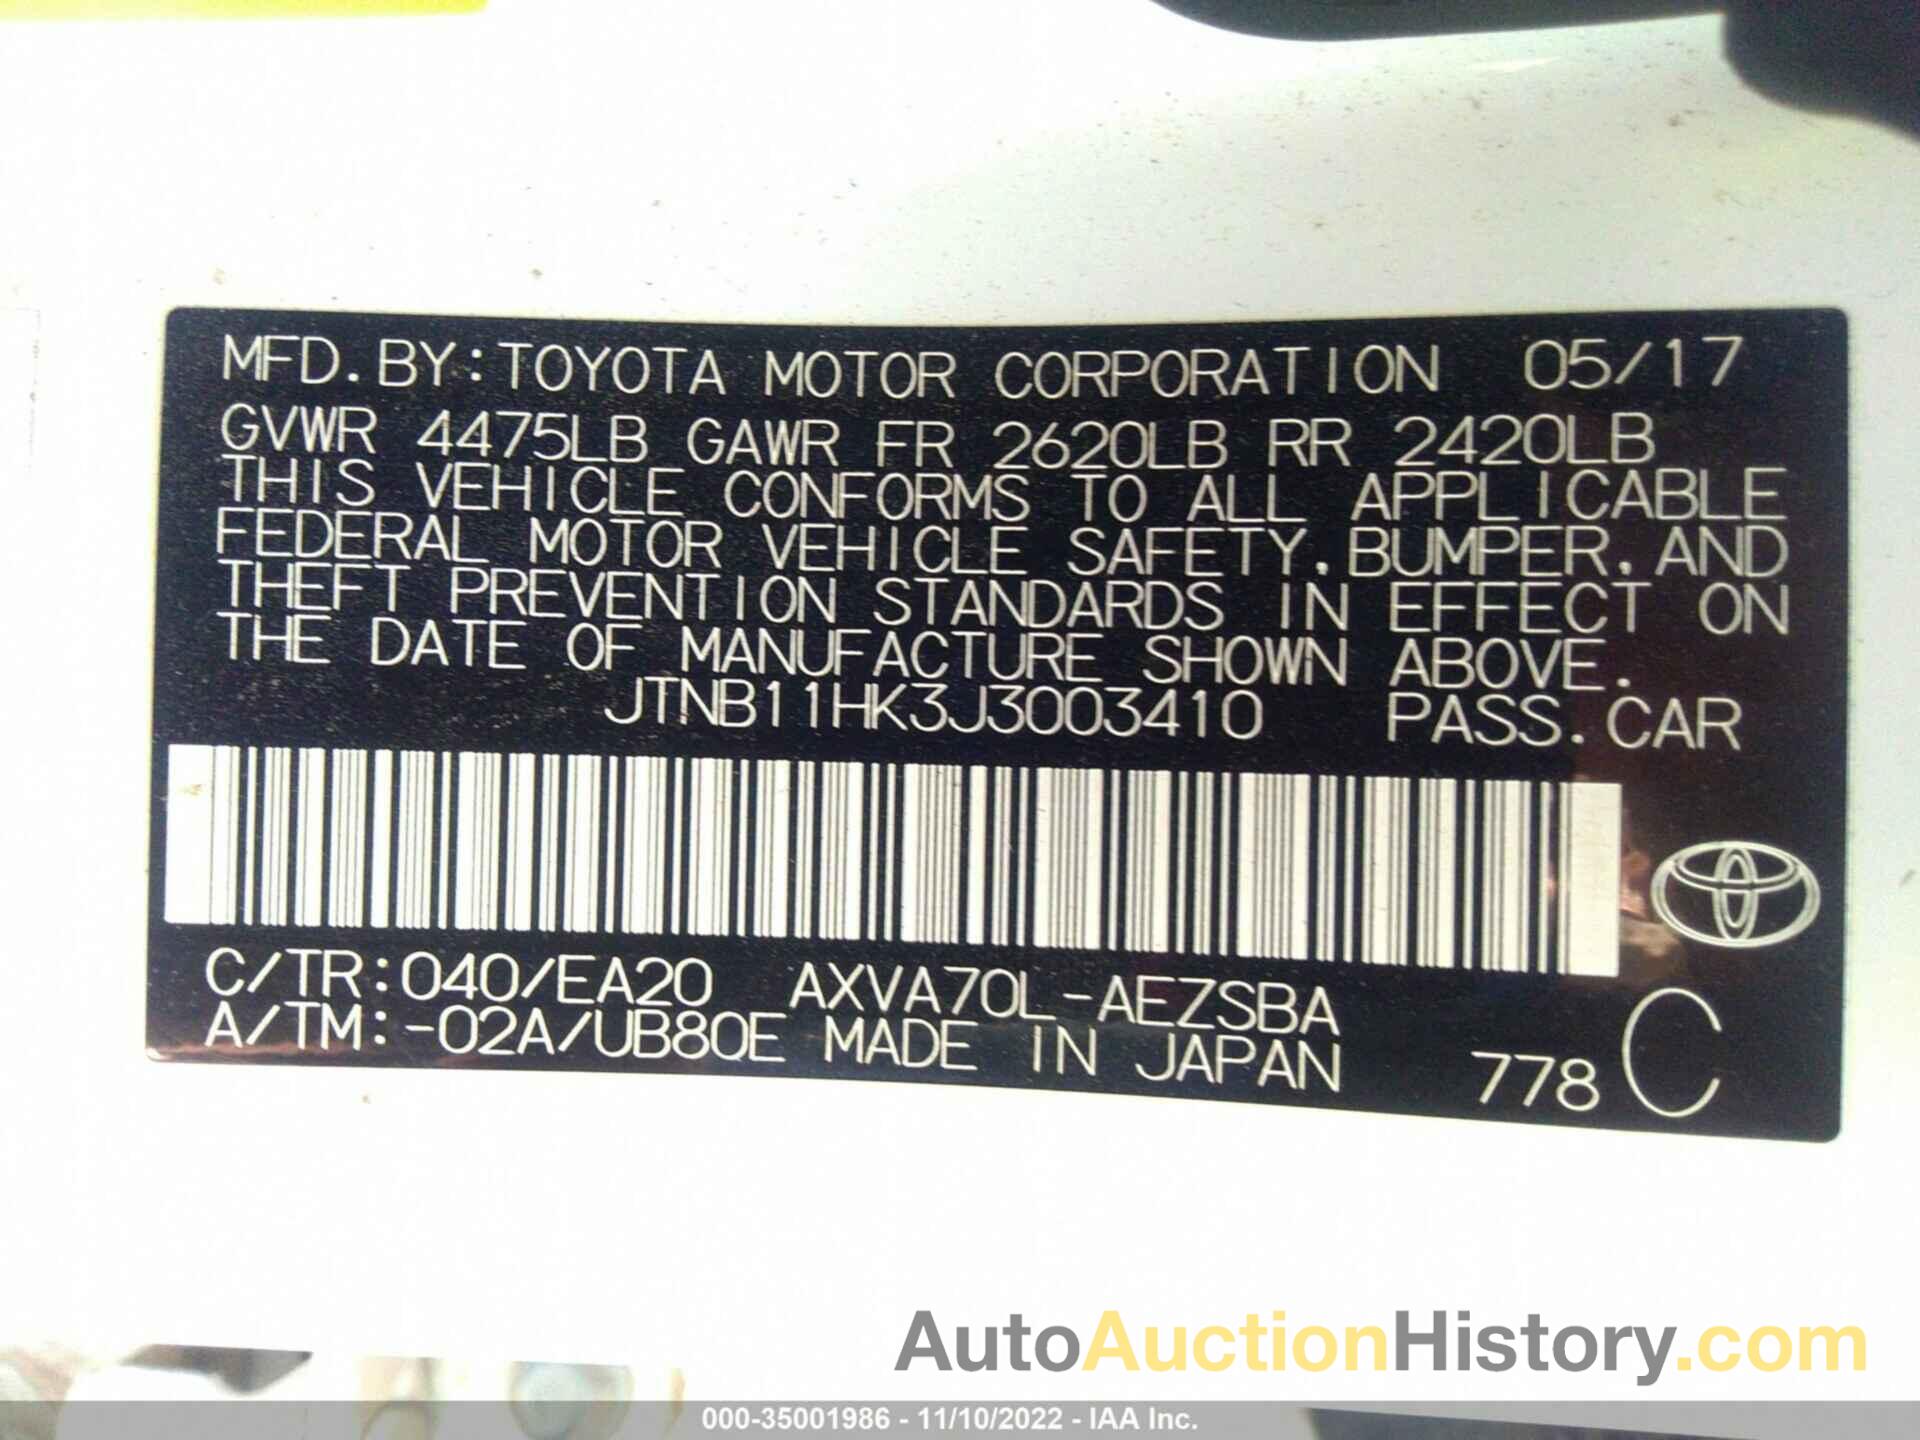 MFD.BY:TOYOTA MOTOR CORPORATION 05/17
GVWR 4475LB GAWR FR 2620LB RR 2420LB
THIS VEHICLE CONFORMS TO ALL APPLICABLE
FEDERAL MOTOR VEHICLE SAFETY,BUMPER,AND
THEFT PREVENTION STANDARDS IN EFFECT ON
THE DATE OF MANUFACTURE SHOWN ABOVE.
JTNB11HK3J3003410 PASS.CAR
C/TR:040/EA20 AXVA70L-AEZSBA
A/TM:-02A/UB80E MADE IN JAPAN 778 C
AutoAuctionHistory.com
000-35001986 - 11/10/2022 - IAA Inc.